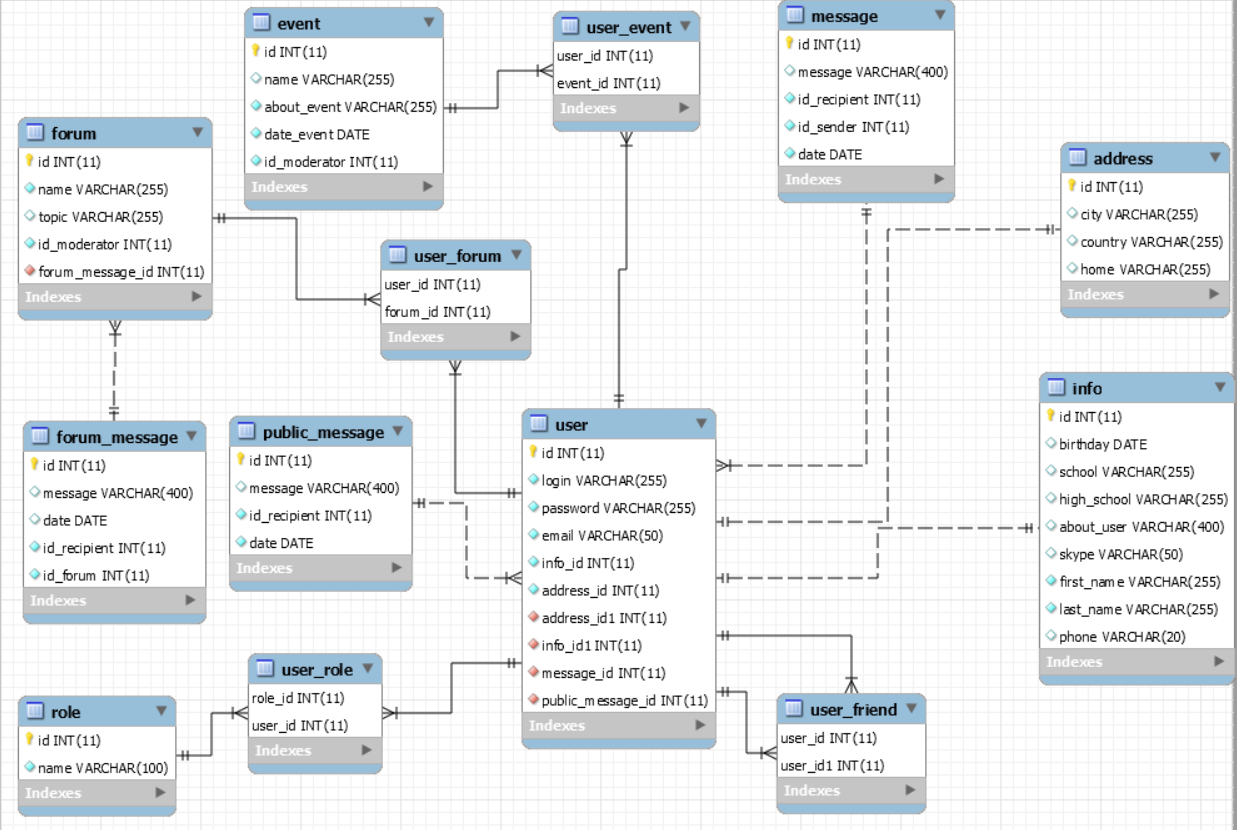 event
id INT(11)
name VARCHAR(255)
about_event VARCHAR(255)
date_event DATE
id_moderator INT(11)
Indexes
user_event
user_id INT(11)
event_id INT(11)
Indexes
message
id INT(11)
message VARCHAR(400)
id_recipient INT(11)
id_sender INT(11)
date DATE
Indexes
forum
id INT(11)
name VARCHAR(255)
topic VARCHAR(255)
id_moderator INT(11)
forum_message_id INT(11)
Indexes
address
id INT(11)
city VARCHAR(255)
country VARCHAR(255)
home VARCHAR(255)
Indexes
user_forum
user_id INT(11)
forum_id INT(11)
Indexes
info
id INT(11)
birthday DATE
school VARCHAR(255)
high_school VARCHAR(255)
about_user VARCHAR(400)
skype VARCHAR(50)
first_name VARCHAR(255)
last_name VARCHAR(255)
phone VARCHAR(20)
Indexes
forum_message
id INT(11)
message VARCHAR(400)
date DATE
id_recipient INT(11)
id_forum INT(11)
Indexes
public_message
id INT(11)
message VARCHAR(400)
id_recipient INT(11)
date DATE
Indexes
user
id INT(11)
login VARCHAR(255)
password VARCHAR(255)
email VARCHAR(50)
info_id INT(11)
address_id INT(11)
address_id1 INT(11)
info_id1 INT(11)
message_id INT(11)
public_message_id INT(11)
Indexes
user_role
role_id INT(11)
user_id INT(11)
Indexes
role
id INT(11)
name VARCHAR(100)
Indexes
user_friend
user_id INT(11)
user_id1 INT(11)
Indexes